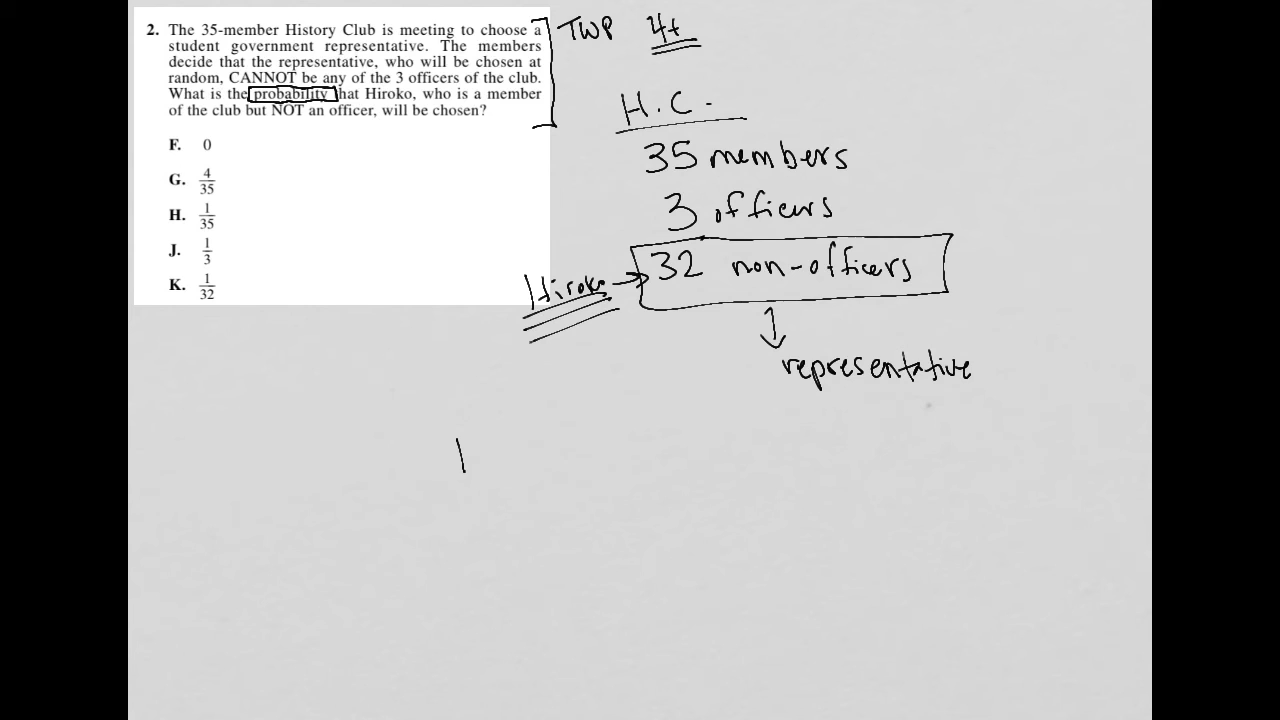 2. The 35-member History Club is meeting to choose a
student government representative. The members
decide that the representative, who will be chosen at
random, CANNOT be any of the 3 officers of the club.
What is the probability that Hiroko, who is a member
of the club but NOT an officer, will be chosen?
F. 0
G. 4/35
H. 1/35
J. 1/3
K. 1/32
TWP 4t
H.C.
35 members
3 officers
Hiroko → 32 non-officers
representative
1